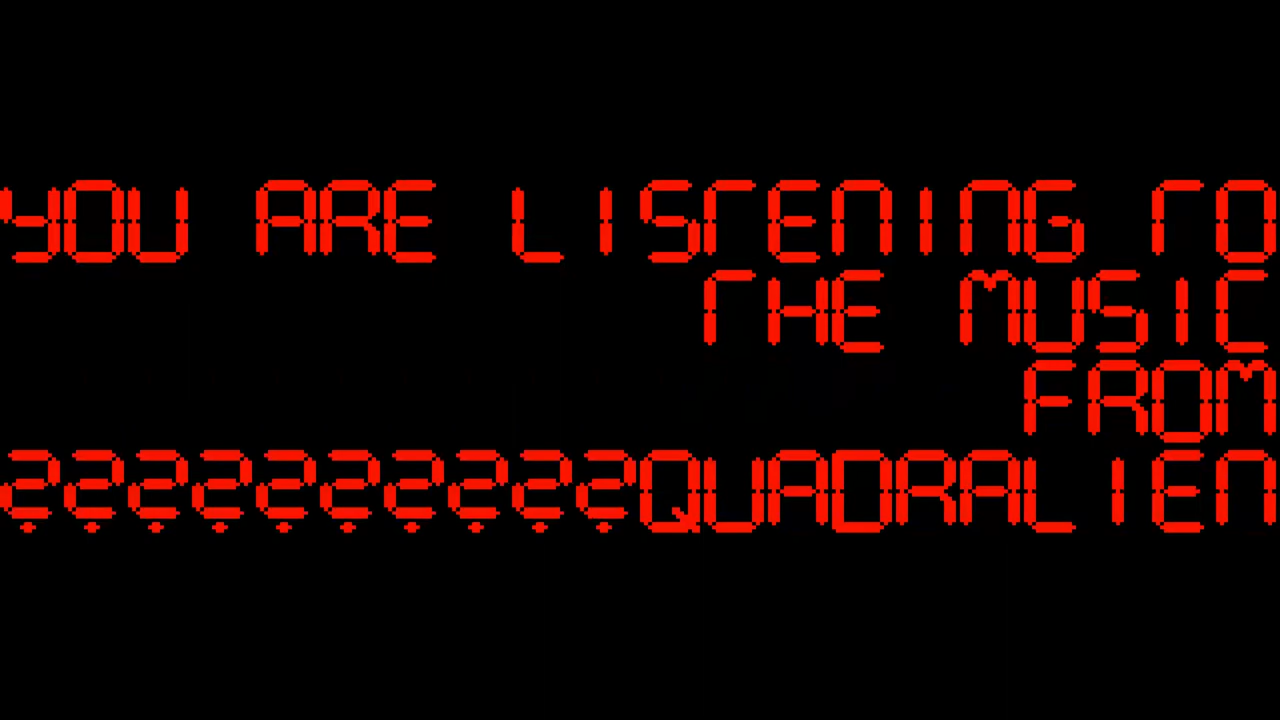 YOU ARE LISTENING TO
THE MUSIC
FROM
??????????QUADRALIEN